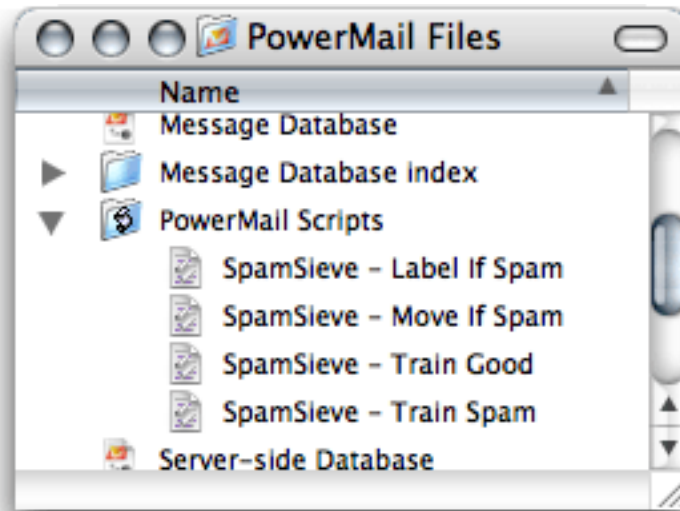 PowerMail Files
Name
Message Database
Message Database index
PowerMail Scripts
SpamSieve – Label If Spam
SpamSieve – Move If Spam
SpamSieve – Train Good
SpamSieve – Train Spam
Server-side Database